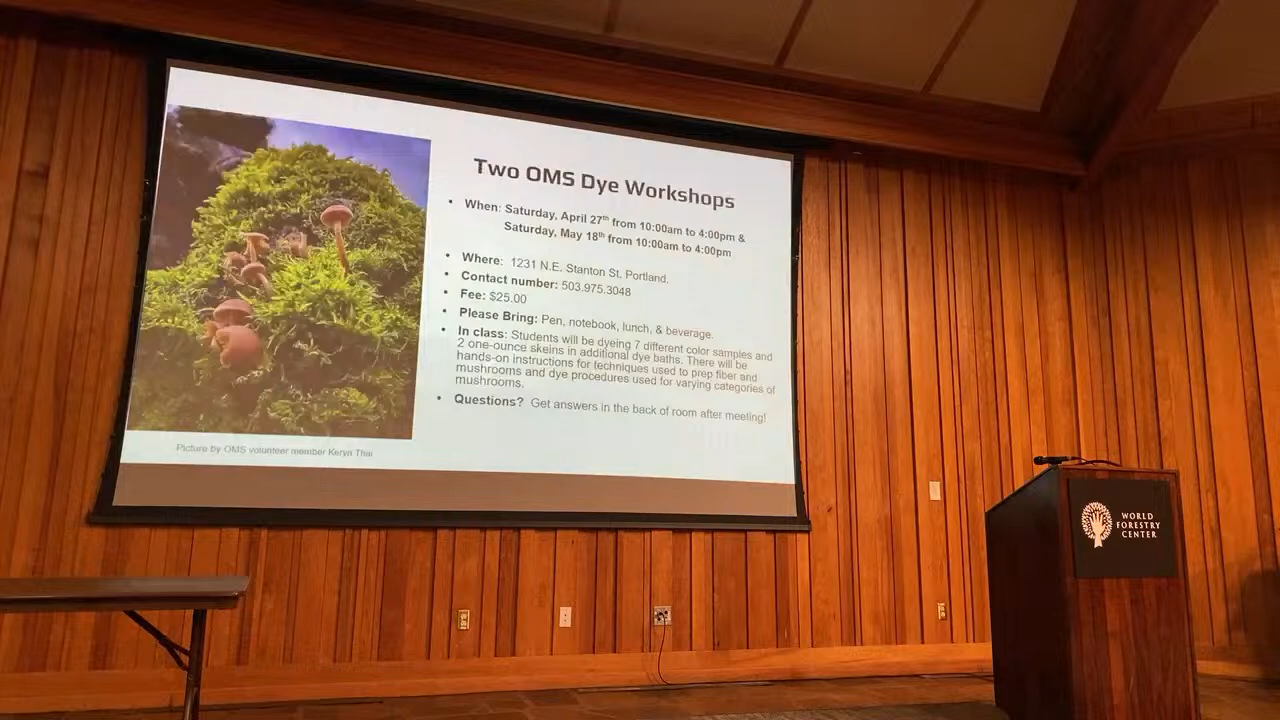 Two OMS Dye Workshops
• When: Saturday, April 27th from 10:00am to 4:00pm &
Saturday, May 18th from 10:00am to 4:00pm
• Where: 1231 N.E. Stanton St. Portland.
• Contact number: 503.975.3048
• Fee: $25.00
• Please Bring: Pen, notebook, lunch, & beverage.
• In class: Students will be dyeing 7 different color samples and
2 one-ounce skeins in additional dye baths. There will be
hands-on instructions for techniques used to prep fiber and
mushrooms and dye procedures used for varying categories of
mushrooms.
• Questions? Get answers in the back of room after meeting!
Picture by OMS volunteer member Keryn Thai
WORLD
FORESTRY
CENTER